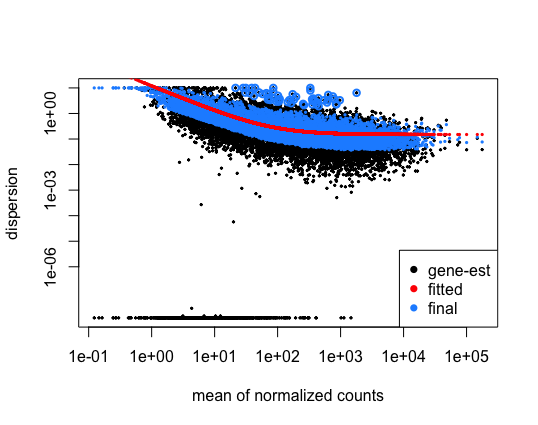 dispersion
1e+00
1e-03
1e-06
gene-est
fitted
final
1e-01 1e+00 1e+01 1e+02 1e+03 1e+04 1e+05
mean of normalized counts